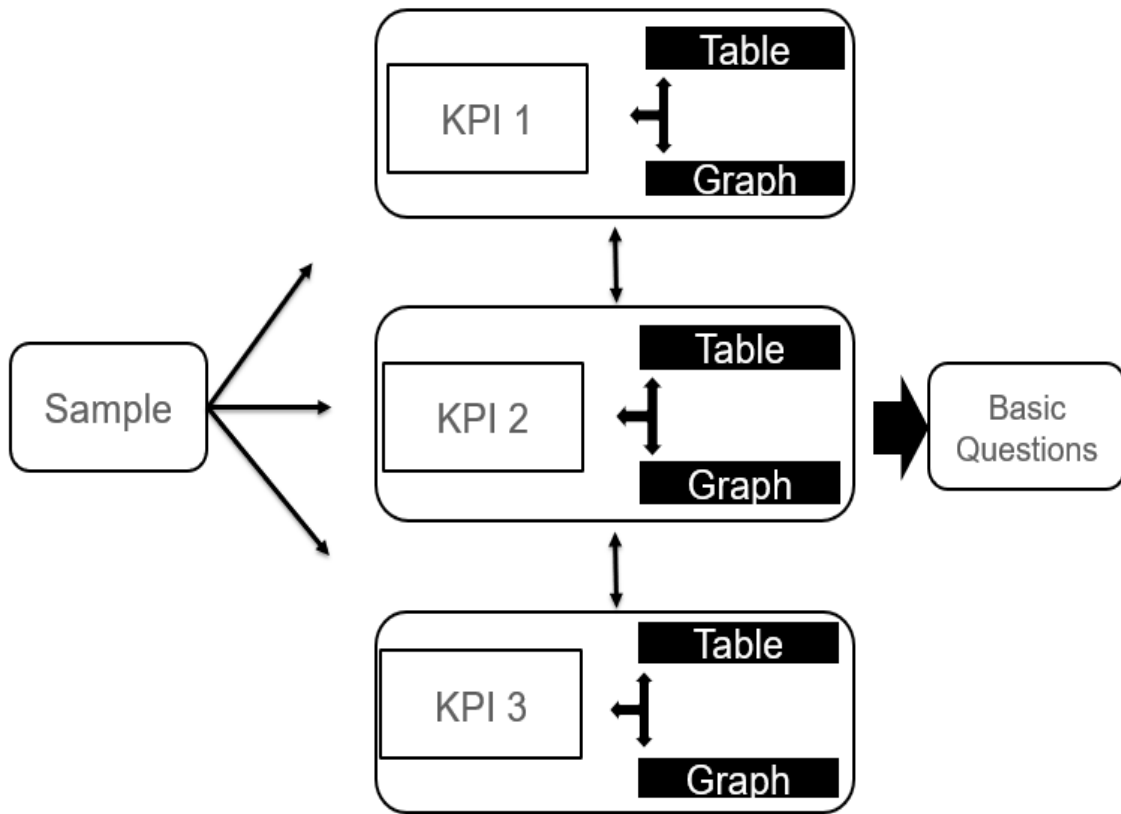 Table
KPI 1
Graph
Sample
Table
KPI 2
Graph
Basic
Questions
Table
KPI 3
Graph